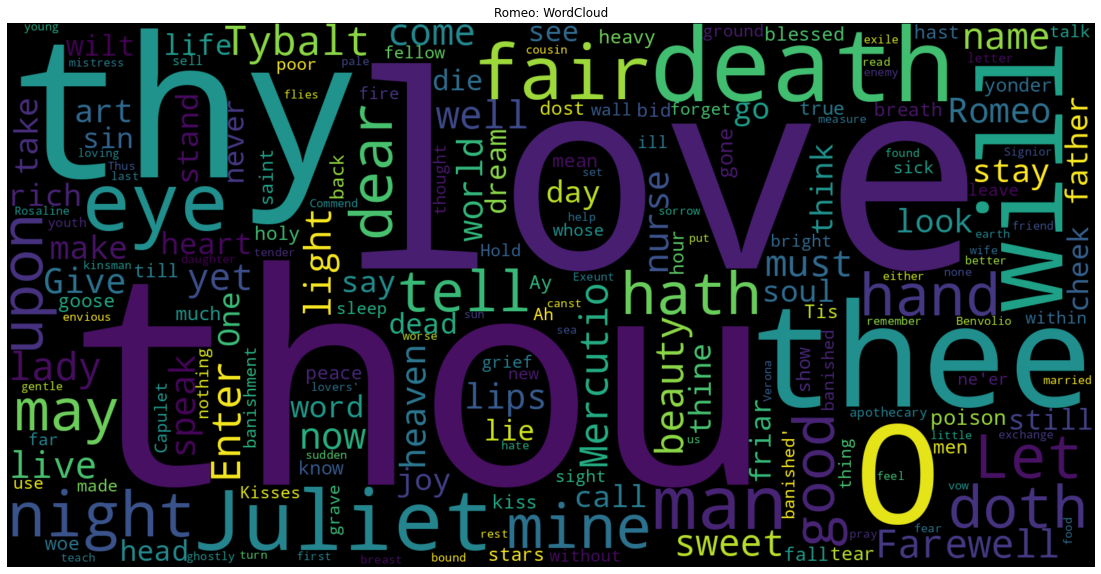 Romeo: WordCloud
young
mistress
thy
wilt
life
sell
Tybalt
poor
flies
come
fellow
pale
fire
see
cousin
heavy
die
fair
death
ground
talk
blessed
exile
read
enemy
hast
name
letter
yonder
Romeo
Will
take
art
sin
loving
Thus
last
stand
never
saint
back
dear
thought
well
world
dream
dost
wall
bid
forget
go
true
measure
breath
ill
gone
mean
set
day
help
whose
sorrow
think
found
sick
Signior
stay
leave
father
rich
Rosaline
youth
eye
Commend
love
nurse
hour
put
look
earth
friend
wife
better
cheek
upon
make
heart
daughter
holy
tender
light
Hold
bright
must
either
none
kinsman
Give
till
yet
say
tell
Ay
Exeunt
hath
soul
hand
within
goose
envious
much
One
sleep
dead
sun
canst
Ah
sea
worse
Mercutio
beauty
thine
Tis
remember
Benvolio
thee
lady
gentle
speak
nothing
Enter
banishment
peace
lovers'
thou
grief
new
hate
lips
us
Verona
show
banished
ne'er
married
may
Capulet
word
now
sudden
heaven
lie
friar
apothecary
poison
still
O
little
exchange
men
far
live
know
joy
sight
good
thing
banished'
feel
Let
use
made
Kisses
grave
kiss
call
man
vow
doth
food
night
Juliet
mine
sweet
fear
pray
Farewell
woe
teach
head
ghostly
turn
first
breast
bound
rest
stars
without
fall
tear